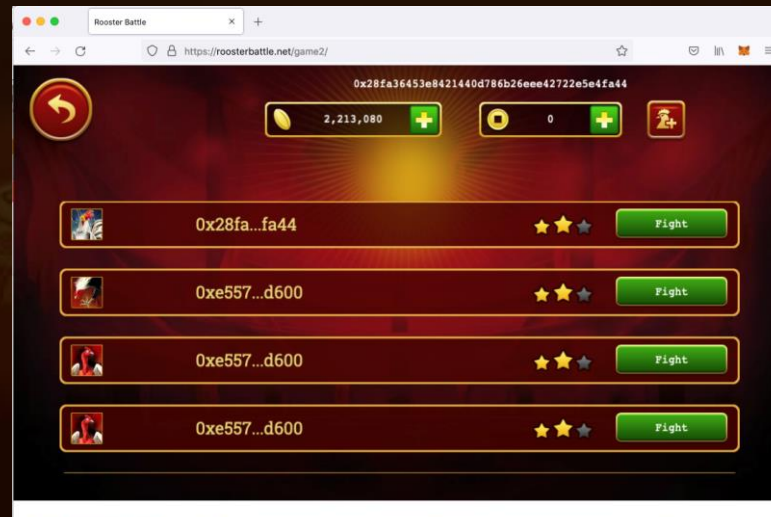 Rooster Battle
https://roosterbattle.net/game2/
0x28fa36453e8421440d786b26eee42722e5e4fa44
2,213,080
0
0x28fa...fa44
Fight
0xe557...d600
Fight
0xe557...d600
Fight
0xe557...d600
Fight